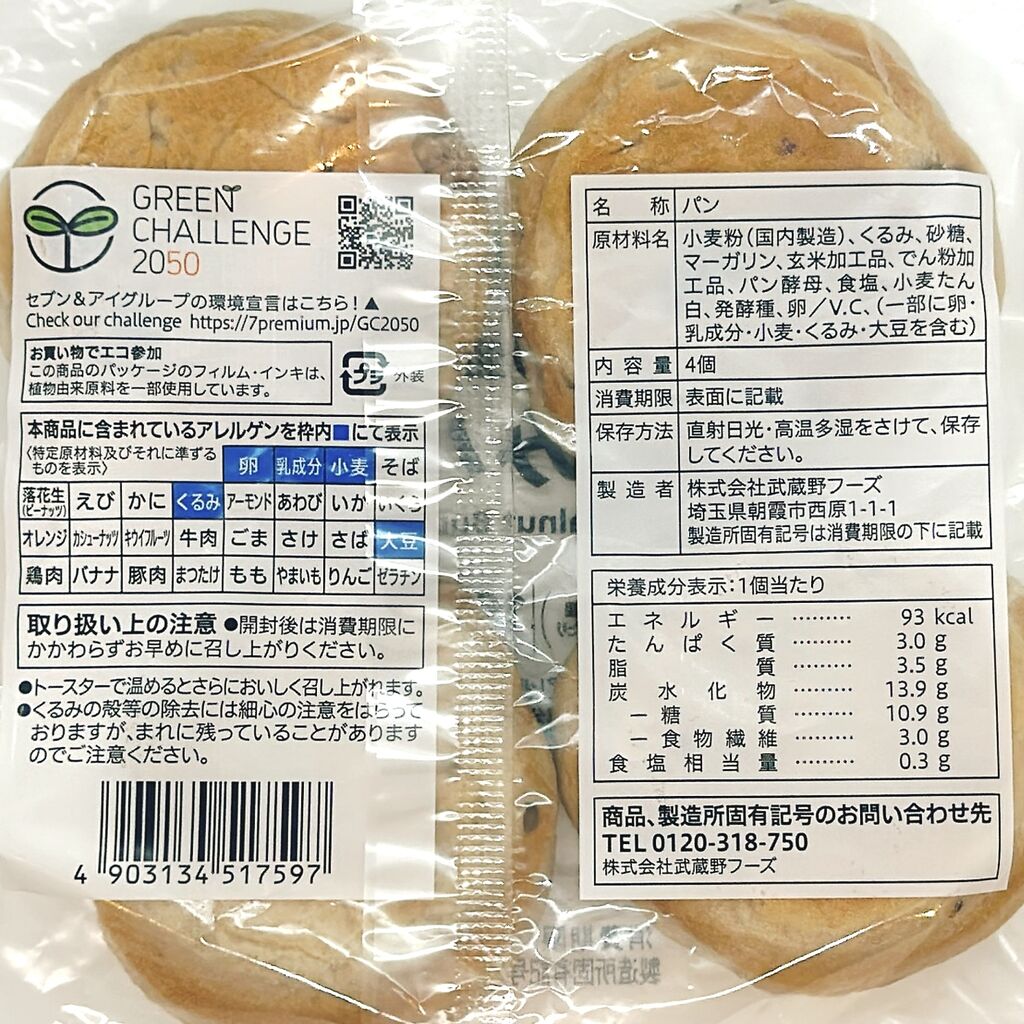 GREEN
CHALLENGE
2050
セブン&アイグループの環境宣言はこちら!▲
Check our challenge https://7premium.jp/GC2050
お買い物でエコ参加
この商品のパッケージのフィルム・インキは、
植物由来原料を一部使用しています。
プラ 外装
本商品に含まれているアレルゲンを枠内■にて表示
〈特定原材料及びそれに準ずる
ものを表示〉
卵 乳成分 小麦 そば
落花生(ピーナッツ) えび かに くるみ アーモンド あわび いか いくら
オレンジ カシューナッツ キウイフルーツ 牛肉 ごま さけ さば 大豆
鶏肉 バナナ 豚肉 まつたけ もも やまいも りんご ゼラチン
取り扱い上の注意 ●開封後は消費期限に
かかわらずお早めに召し上がりください。
●トースターで温めるとさらにおいしく召し上がれます。
●くるみの殻等の除去には細心の注意をはらって
おりますが、まれに残っていることがあります
のでご注意ください。
4 903134 517597
名称 パン
原材料名 小麦粉(国内製造)、くるみ、砂糖、
マーガリン、玄米加工品、でん粉加
工品、パン酵母、食塩、小麦たん
白、発酵種、卵/V.C.、(一部に卵・
乳成分・小麦・くるみ・大豆を含む)
内容量 4個
消費期限 表面に記載
保存方法 直射日光・高温多湿をさけて、保存
してください。
製造者 株式会社武蔵野フーズ
埼玉県朝霞市西原1-1-1
製造所固有記号は消費期限の下に記載
栄養成分表示:1個当たり
エネルギー ……… 93 kcal
たんぱく質 ……… 3.0 g
脂質 ……… 3.5 g
炭水化物 ……… 13.9 g
ー糖質 ……… 10.9 g
ー食物繊維 ……… 3.0 g
食塩相当量 ……… 0.3 g
商品、製造所固有記号のお問い合わせ先
TEL 0120-318-750
株式会社武蔵野フーズ
消費期限
製造所固有記号